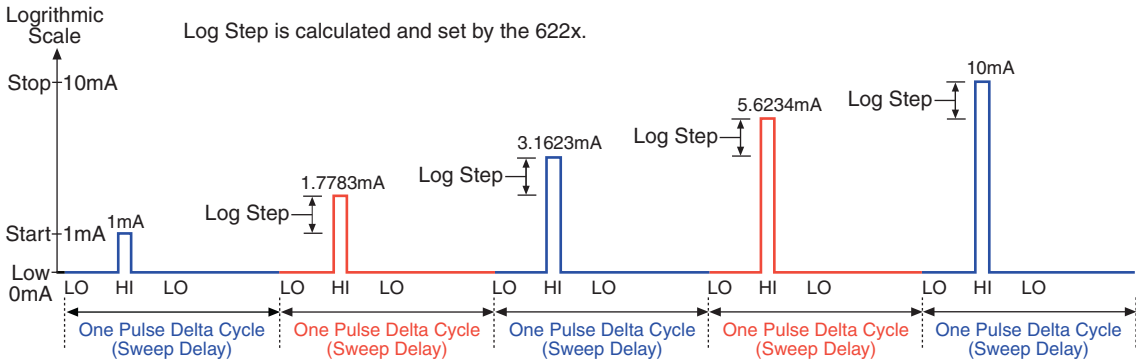 Logrithmic
Scale
Log Step is calculated and set by the 622x.
Stop 10mA
10mA
Log Step
5.6234mA
Log Step
3.1623mA
Log Step
1.7783mA
Log Step
1mA
Start 1mA
Low
0mA
LO HI LO LO HI LO LO HI LO LO HI LO LO HI LO
One Pulse Delta Cycle
(Sweep Delay)
One Pulse Delta Cycle
(Sweep Delay)
One Pulse Delta Cycle
(Sweep Delay)
One Pulse Delta Cycle
(Sweep Delay)
One Pulse Delta Cycle
(Sweep Delay)